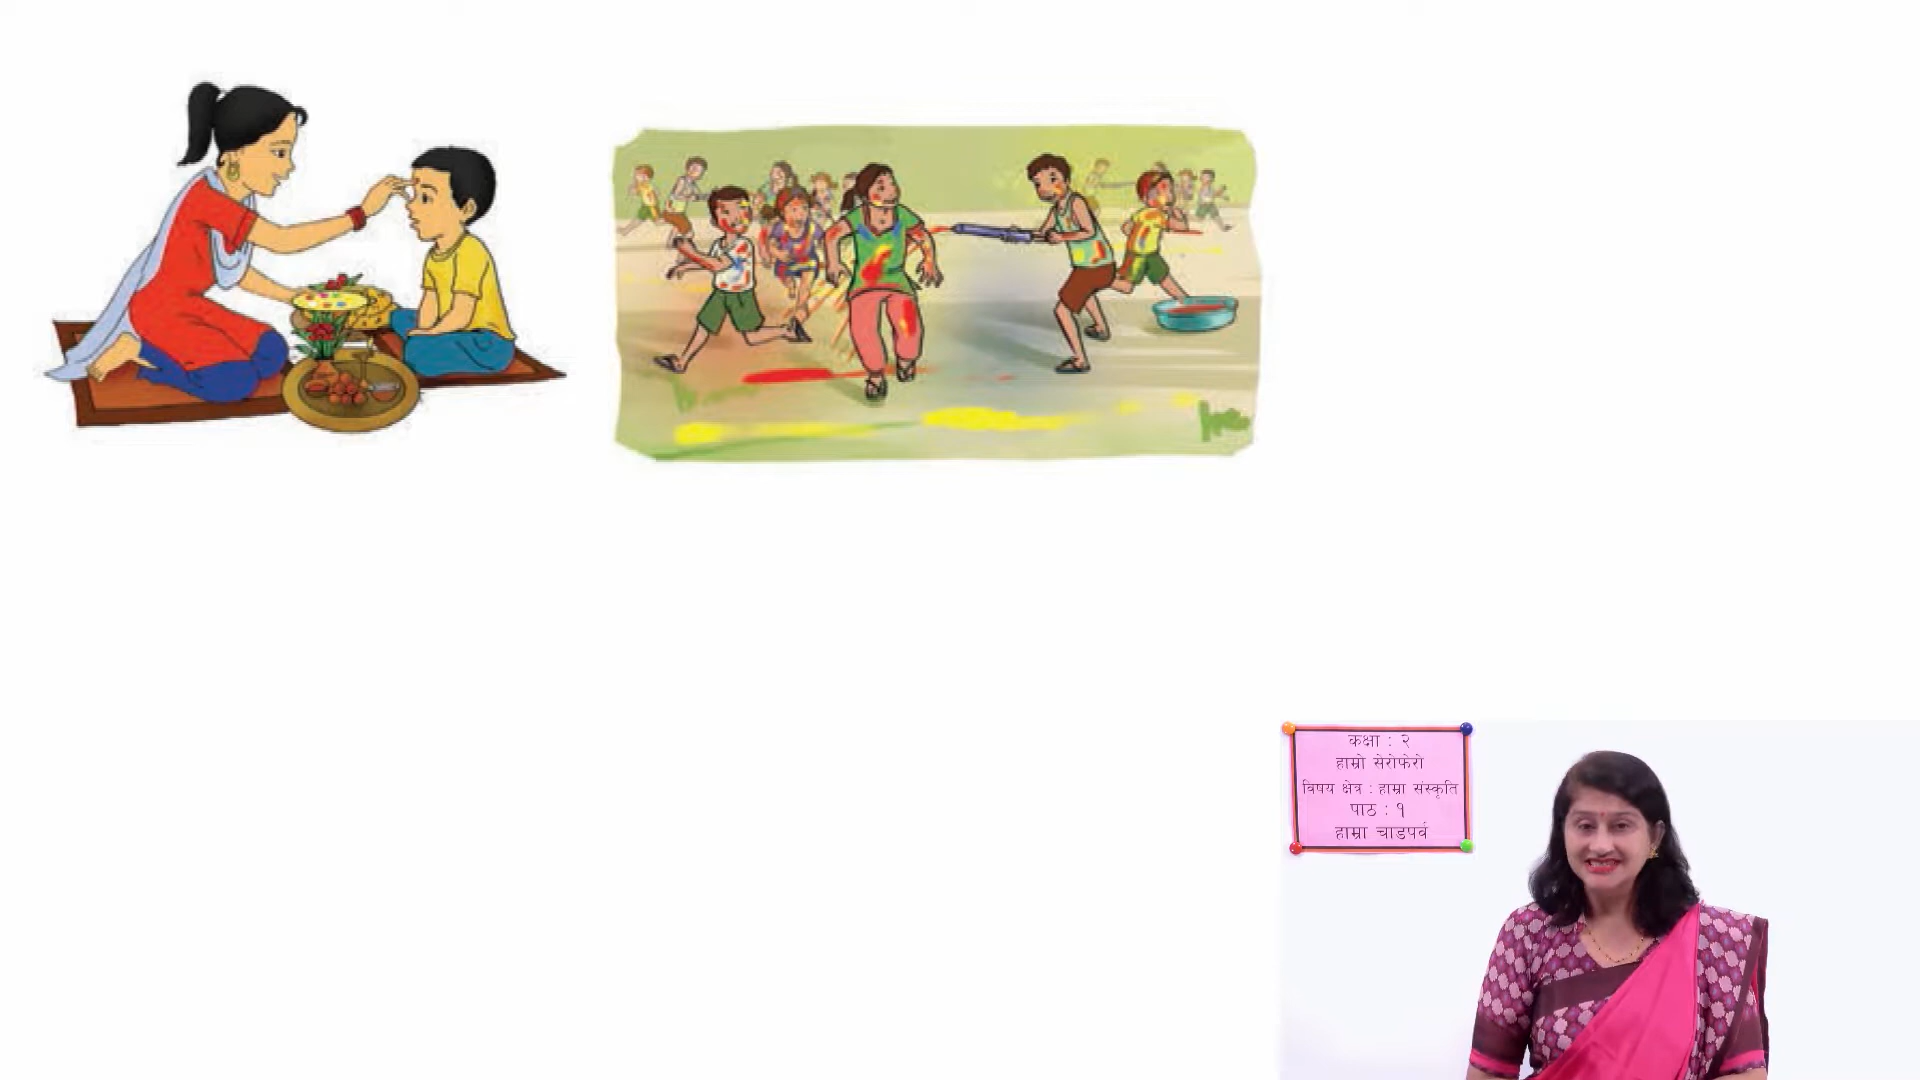 कक्षा : २
हाम्रो सेरोफेरो
विषय क्षेत्र : हाम्रा संस्कृति
पाठ : १
हाम्रा चाडपर्व